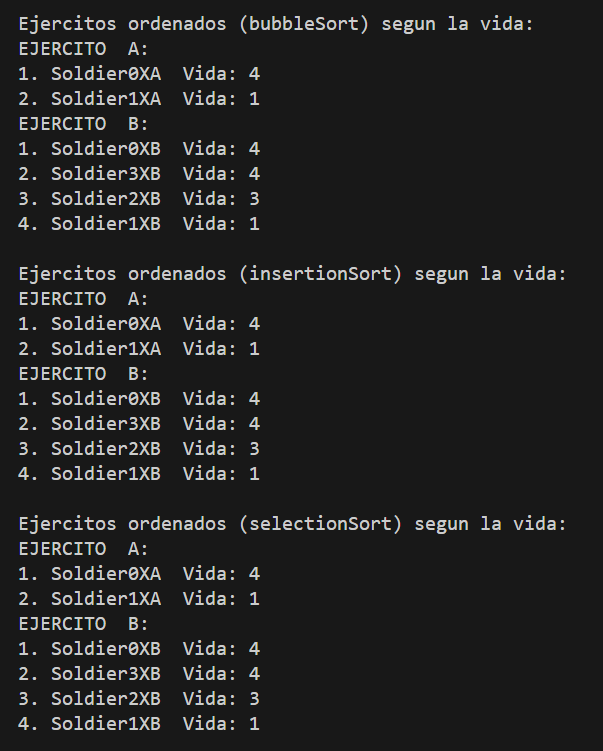 Ejercitos ordenados (bubbleSort) segun la vida:
EJERCITO  A:
1. Soldier0XA  Vida: 4
2. Soldier1XA  Vida: 1
EJERCITO  B:
1. Soldier0XB  Vida: 4
2. Soldier3XB  Vida: 4
3. Soldier2XB  Vida: 3
4. Soldier1XB  Vida: 1

Ejercitos ordenados (insertionSort) segun la vida:
EJERCITO  A:
1. Soldier0XA  Vida: 4
2. Soldier1XA  Vida: 1
EJERCITO  B:
1. Soldier0XB  Vida: 4
2. Soldier3XB  Vida: 4
3. Soldier2XB  Vida: 3
4. Soldier1XB  Vida: 1

Ejercitos ordenados (selectionSort) segun la vida:
EJERCITO  A:
1. Soldier0XA  Vida: 4
2. Soldier1XA  Vida: 1
EJERCITO  B:
1. Soldier0XB  Vida: 4
2. Soldier3XB  Vida: 4
3. Soldier2XB  Vida: 3
4. Soldier1XB  Vida: 1